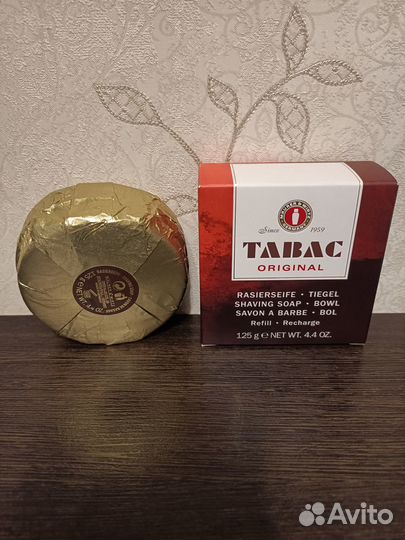 Since 1959
TABAC
ORIGINAL
RASIERSEIFE · TIEGEL
SHAVING SOAP · BOWL
SAVON A BARBE · BOL
Refill · Recharge
125 g e NET WT. 4.4 OZ.
Avito